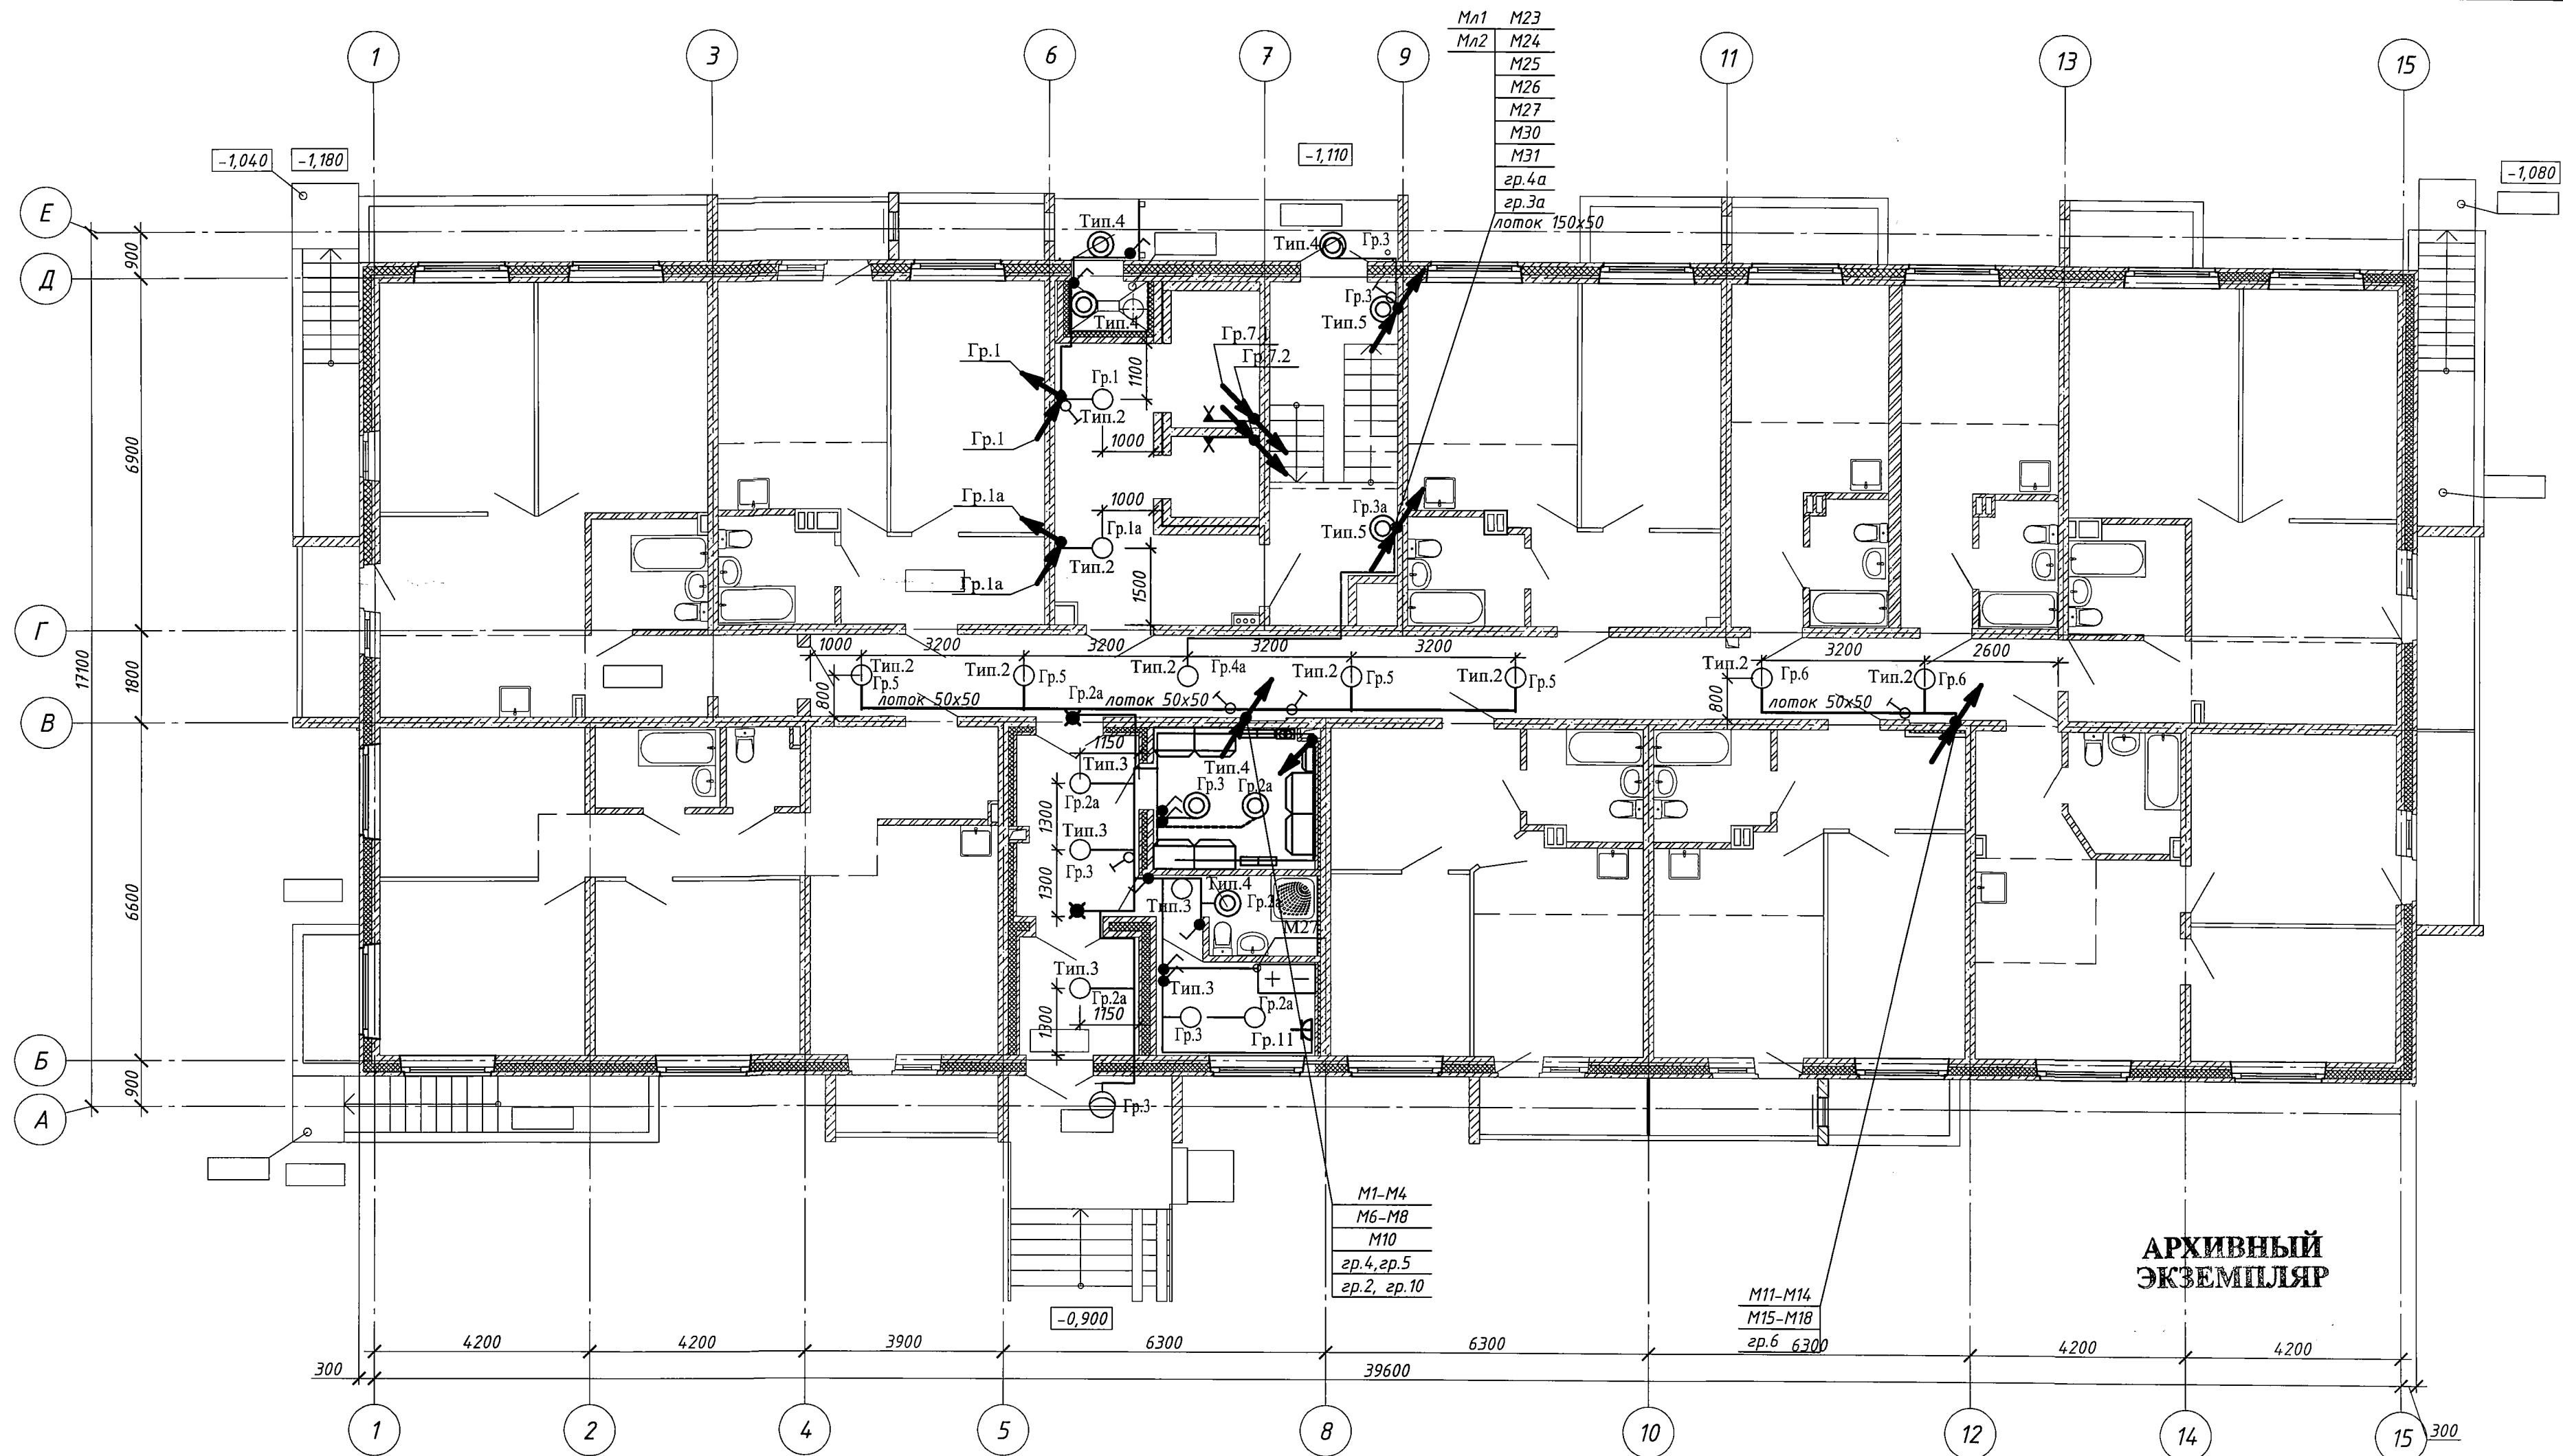 Мл1 М23
Мл2 М24
М25
М26
М27
М30
М31
гр.4а
гр.3а
лоток 150х50
1 3 6 7 9 11 13 15
-1,040 -1,180 -1,110 -1,080
Е
900
Д
Тип.4 Тип.4 Гр.3
Гр.3
Тип.4 Тип.5
Гр.7.1
Гр.7.2
Гр.1 Гр.1 1100
Тип.2
Гр.1 1000
6900
Гр.1а 1000 Гр.3а
Гр.1а Тип.5
Тип.2
Гр.1а 1500
Г
17100
1800
1000 3200 3200 3200 3200 3200 2600
Тип.2 Тип.2 Тип.2 Гр.4а Тип.2 Тип.2 Тип.2 Тип.2
Гр.5 Гр.5 Гр.5 Гр.5 Гр.6
800 лоток 50х50 Гр.2а лоток 50х50 800 лоток 50х50
В
1150
Тип.3 Тип.4
Гр.2а Гр.3 Гр.2а
1300
Тип.3
Гр.3
1300
6600
Тип.4
Тип.3 Гр.2а
М27
Тип.3 Тип.3
Гр.2а Гр.2а
1150
1300 Гр.3 Гр.11
Б
900
А
Гр.3
М1-М4
М6-М8
М10
гр.4,гр.5
гр.2, гр.10
М11-М14
М15-М18
гр.6
АРХИВНЫЙ
ЭКЗЕМПЛЯР
-0,900
4200 4200 3900 6300 6300 6300 4200 4200
300 39600 300
1 2 4 5 8 10 12 14 15